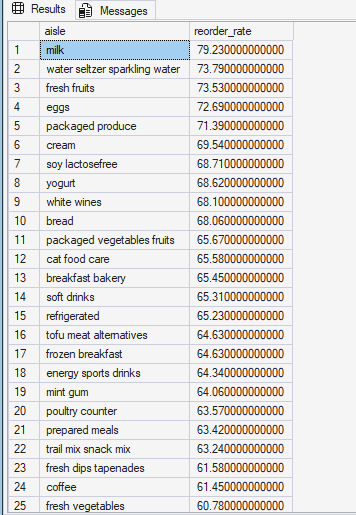 Results Messages
aisle reorder_rate
1 milk 79.230000000000
2 water seltzer sparkling water 73.790000000000
3 fresh fruits 73.530000000000
4 eggs 72.690000000000
5 packaged produce 71.390000000000
6 cream 69.540000000000
7 soy lactosefree 68.710000000000
8 yogurt 68.620000000000
9 white wines 68.100000000000
10 bread 68.060000000000
11 packaged vegetables fruits 65.670000000000
12 cat food care 65.580000000000
13 breakfast bakery 65.450000000000
14 soft drinks 65.310000000000
15 refrigerated 65.230000000000
16 tofu meat alternatives 64.630000000000
17 frozen breakfast 64.630000000000
18 energy sports drinks 64.340000000000
19 mint gum 64.060000000000
20 poultry counter 63.570000000000
21 prepared meals 63.420000000000
22 trail mix snack mix 63.240000000000
23 fresh dips tapenades 61.580000000000
24 coffee 61.450000000000
25 fresh vegetables 60.780000000000